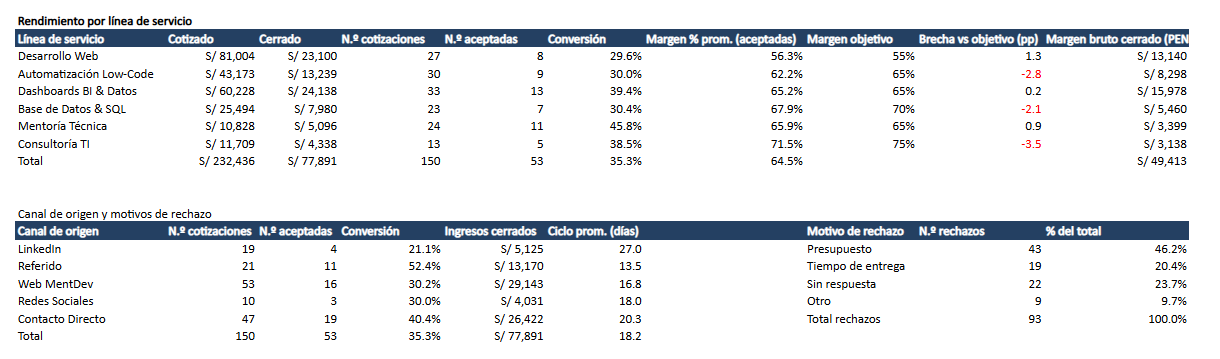 Rendimiento por línea de servicio
Línea de servicio Cotizado Cerrado N.º cotizaciones N.º aceptadas Conversión Margen % prom. (aceptadas) Margen objetivo Brecha vs objetivo (pp) Margen bruto cerrado (PEN
Desarrollo Web S/ 81,004 S/ 23,100 27 8 29.6% 56.3% 55% 1.3 S/ 13,140
Automatización Low-Code S/ 43,173 S/ 13,239 30 9 30.0% 62.2% 65% -2.8 S/ 8,298
Dashboards BI & Datos S/ 60,228 S/ 24,138 33 13 39.4% 65.2% 65% 0.2 S/ 15,978
Base de Datos & SQL S/ 25,494 S/ 7,980 23 7 30.4% 67.9% 70% -2.1 S/ 5,460
Mentoría Técnica S/ 10,828 S/ 5,096 24 11 45.8% 65.9% 65% 0.9 S/ 3,399
Consultoría TI S/ 11,709 S/ 4,338 13 5 38.5% 71.5% 75% -3.5 S/ 3,138
Total S/ 232,436 S/ 77,891 150 53 35.3% 64.5% S/ 49,413
Canal de origen y motivos de rechazo
Canal de origen N.º cotizaciones N.º aceptadas Conversión Ingresos cerrados Ciclo prom. (días) Motivo de rechazo N.º rechazos % del total
LinkedIn 19 4 21.1% S/ 5,125 27.0 Presupuesto 43 46.2%
Referido 21 11 52.4% S/ 13,170 13.5 Tiempo de entrega 19 20.4%
Web MentDev 53 16 30.2% S/ 29,143 16.8 Sin respuesta 22 23.7%
Redes Sociales 10 3 30.0% S/ 4,031 18.0 Otro 9 9.7%
Contacto Directo 47 19 40.4% S/ 26,422 20.3 Total rechazos 93 100.0%
Total 150 53 35.3% S/ 77,891 18.2